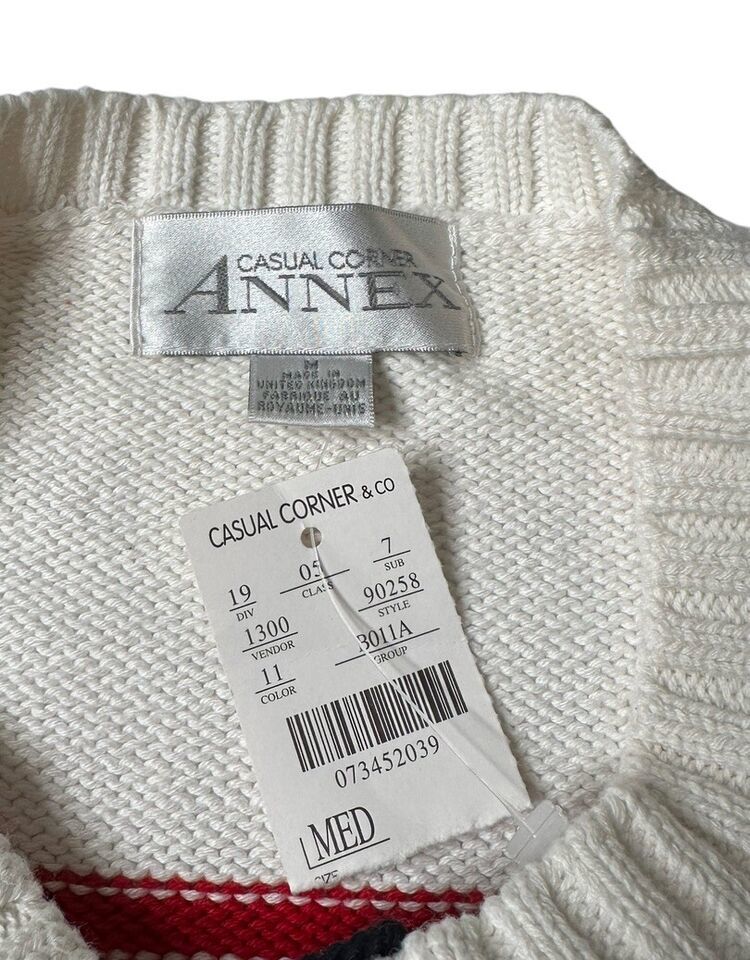 CASUAL CORNER
ANNEX
M
MADE IN
UNITED KINGDOM
FABRIQUE AU
ROYAUME-UNIS
CASUAL CORNER & CO
19 05 7
DIV CLASS SUB
1300 90258
VENDOR STYLE
11 B011A
COLOR GROUP
073452039
MED
SIZE